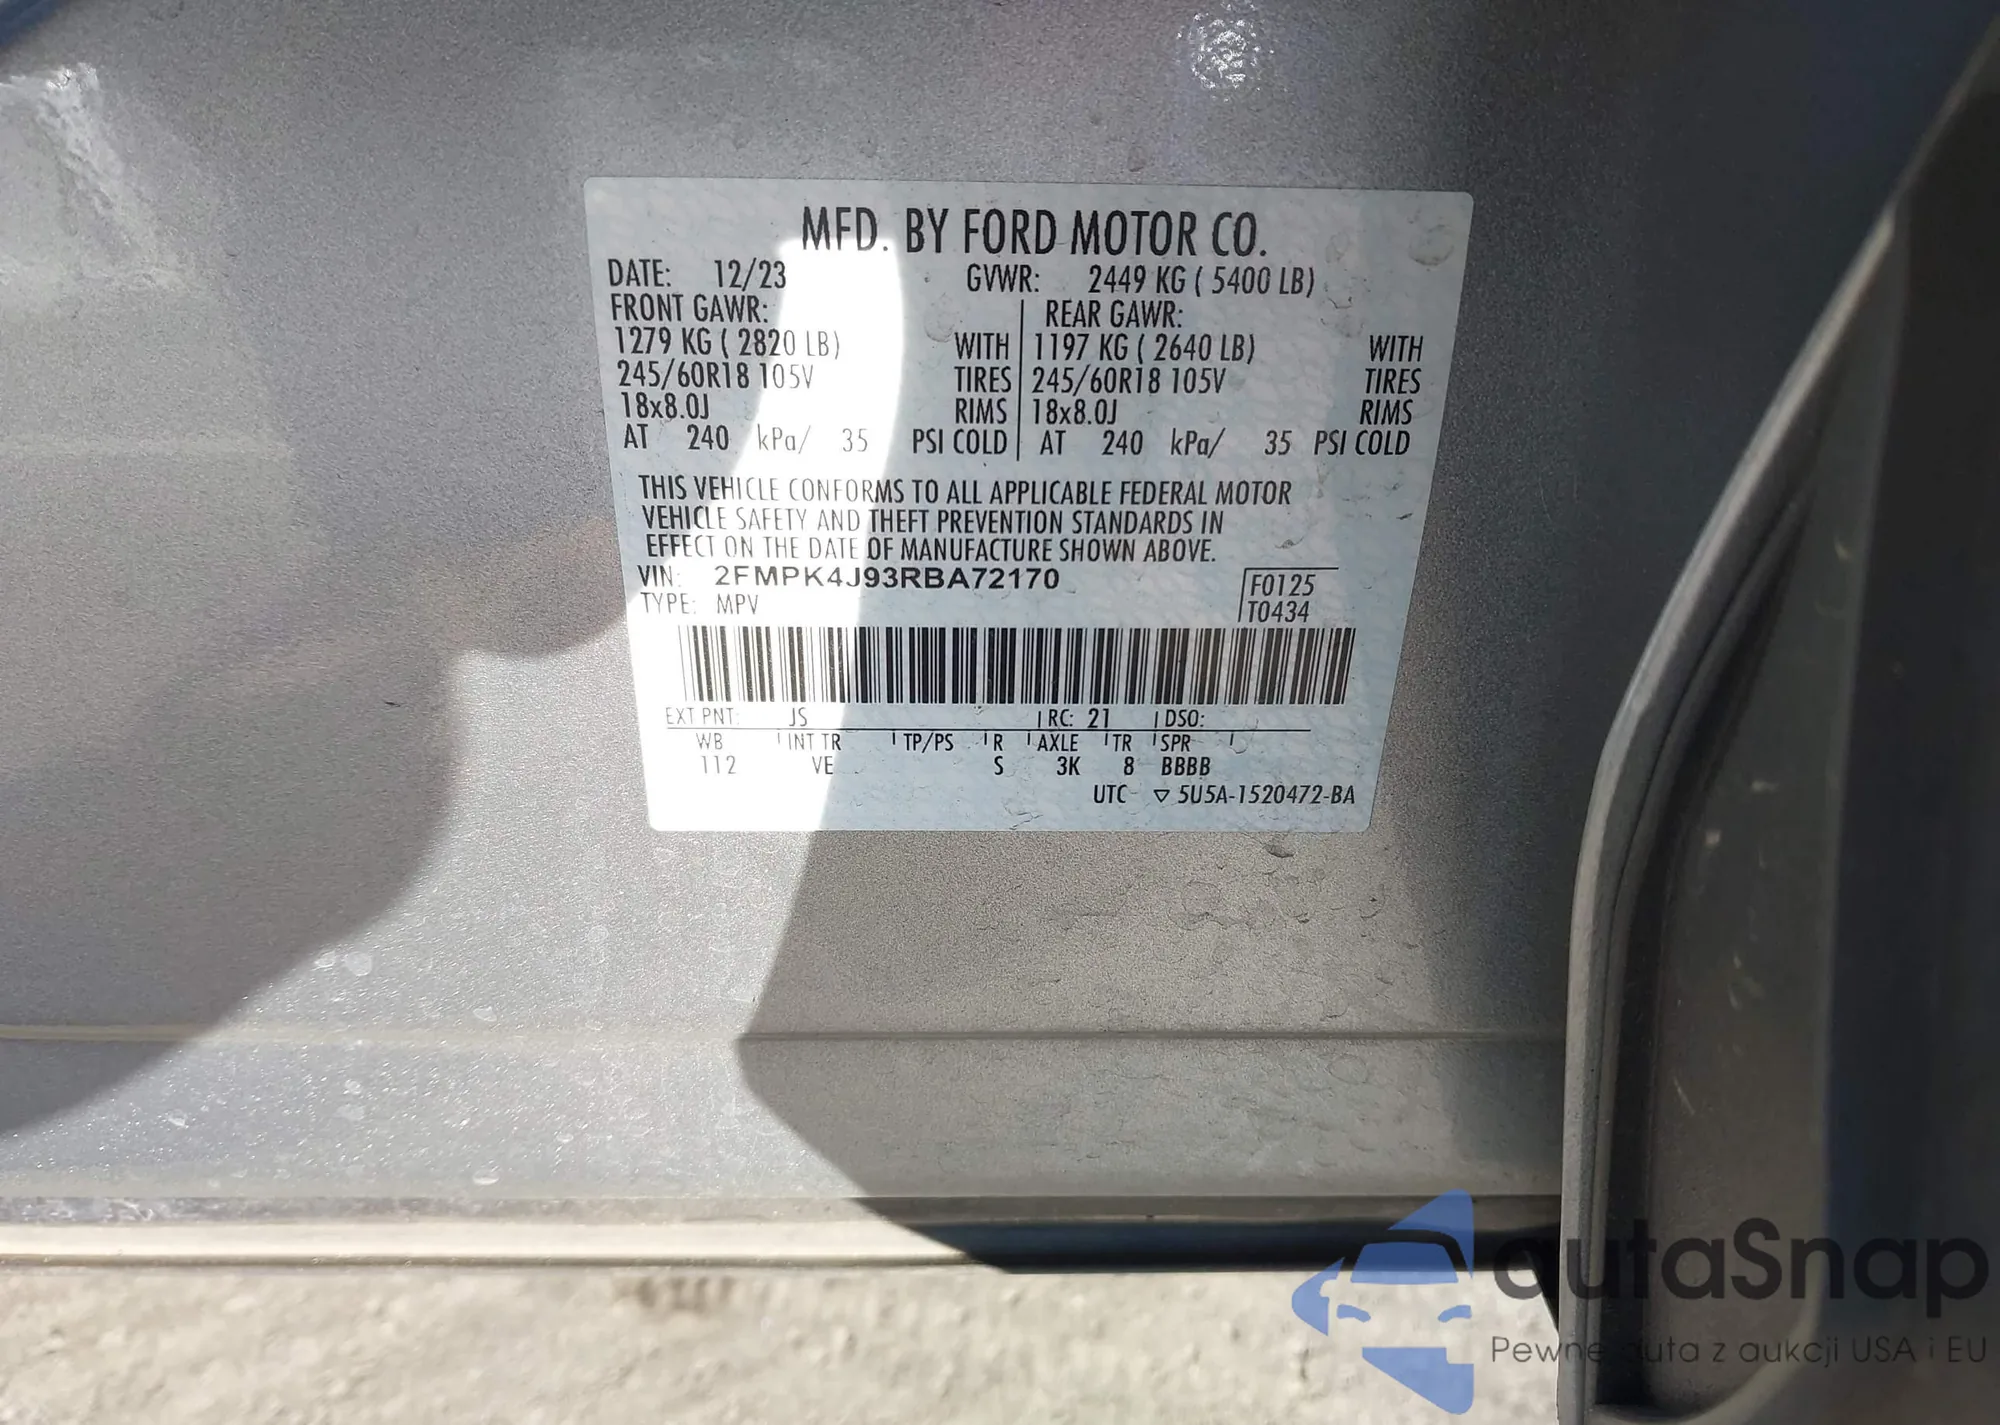 MFD. BY FORD MOTOR CO.
DATE: 12/23 GVWR: 2449 KG ( 5400 LB)
FRONT GAWR: REAR GAWR:
1279 KG ( 2820 LB) WITH 1197 KG ( 2640 LB) WITH
245/60R18 105V TIRES 245/60R18 105V TIRES
18x8.0J RIMS 18x8.0J RIMS
AT 240 kPa/ 35 PSI COLD AT 240 kPa/ 35 PSI COLD
THIS VEHICLE CONFORMS TO ALL APPLICABLE FEDERAL MOTOR
VEHICLE SAFETY AND THEFT PREVENTION STANDARDS IN
EFFECT ON THE DATE OF MANUFACTURE SHOWN ABOVE.
VIN: 2FMPK4J93RBA72170 F0125
TYPE: MPV T0434
EXT PNT: JS RC: 21 DSO:
WB INT TR TP/PS R AXLE TR SPR
112 VE S 3K 8 BBBB
UTC ▽ 5U5A-1520472-BA
autaSnap
Pewne auta z aukcji USA i EU